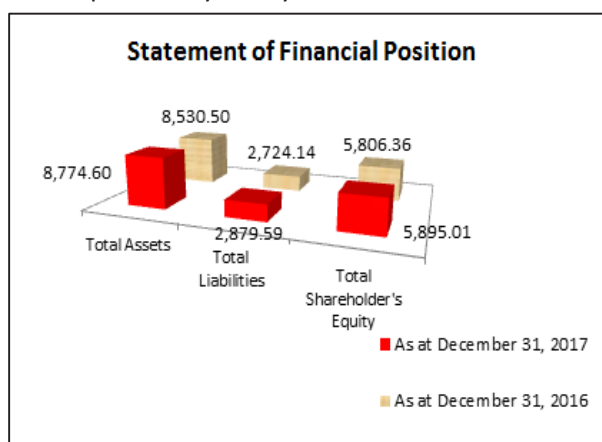 Statement of Financial Position
8,530.50
2,724.14
5,806.36
8,774.60
2,879.59
5,895.01
Total Assets
Total
Liabilities
Total
Shareholder's
Equity
As at December 31, 2017
As at December 31, 2016